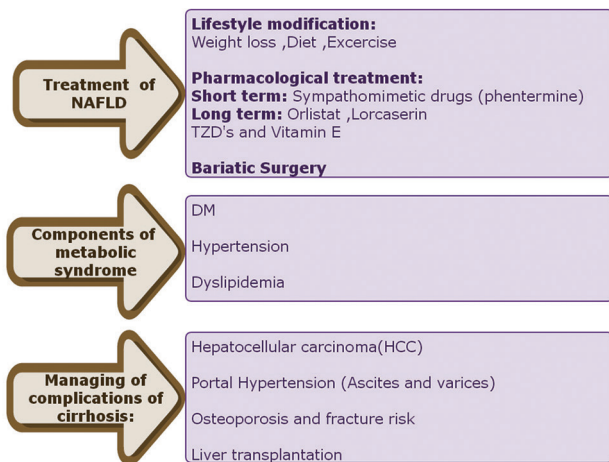 Treatment of
NAFLD
Lifestyle modification:
Weight loss ,Diet ,Excercise
Pharmacological treatment:
Short term: Sympathomimetic drugs (phentermine)
Long term: Orlistat ,Lorcaserin
TZD's and Vitamin E
Bariatic Surgery
Components of
metabolic
syndrome
DM
Hypertension
Dyslipidemia
Managing of
complications of
cirrhosis:
Hepatocellular carcinoma(HCC)
Portal Hypertension (Ascites and varices)
Osteoporosis and fracture risk
Liver transplantation